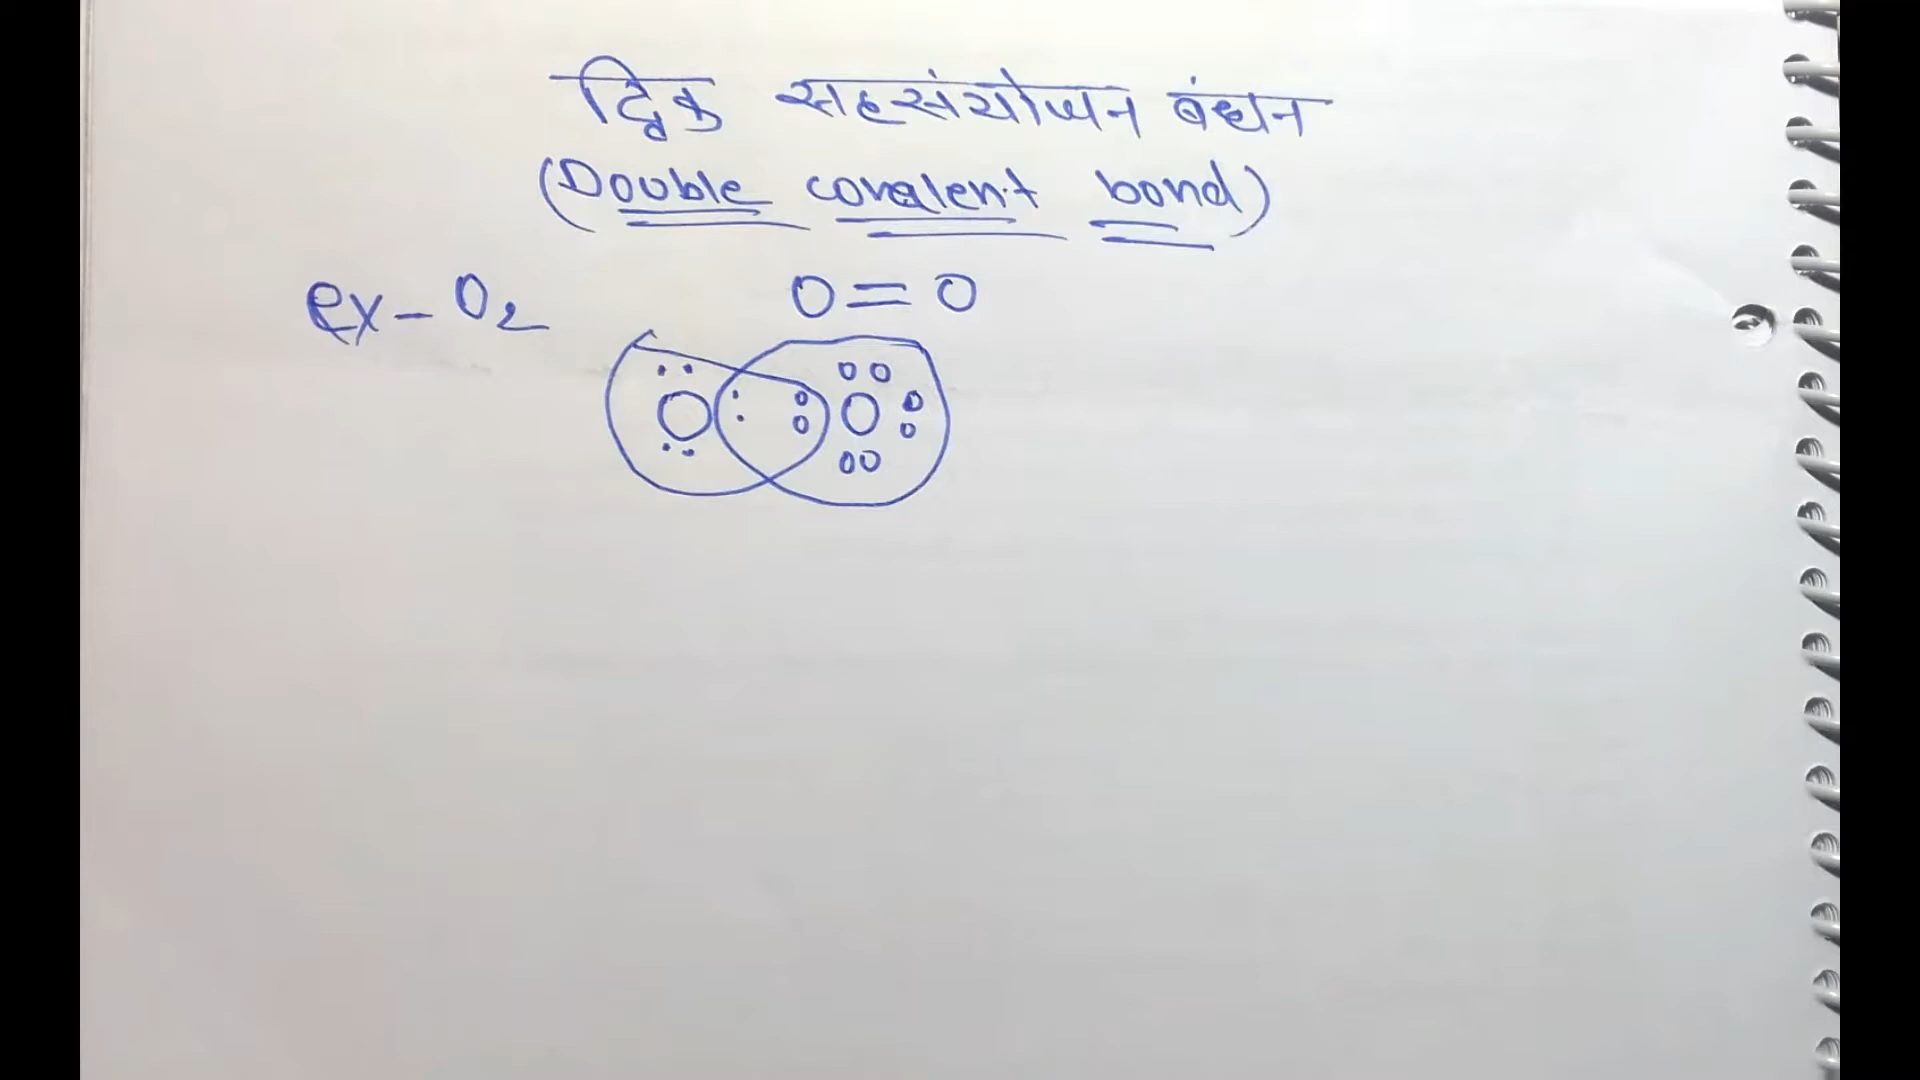 द्विक सहसंयोजन बंधन
(Double covalent bond)
ex - O₂ O = O
O O